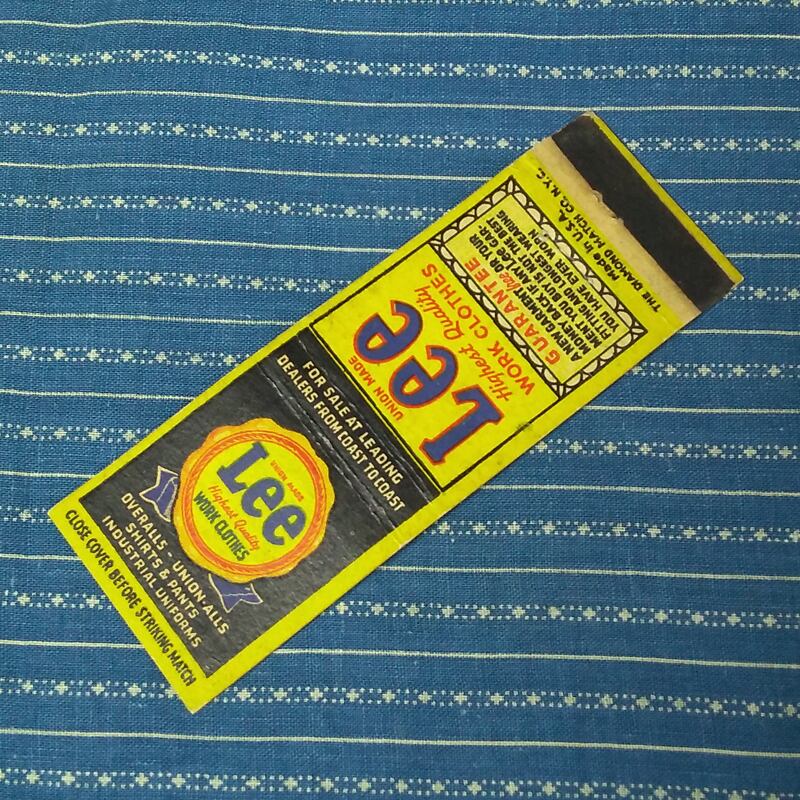 UNION MADE
Lee
Highest Quality
WORK CLOTHES
GUARANTEE
A NEW GARMENT free OR YOUR
MONEY BACK IF ANY LEE GAR-
MENT YOU BUY IS NOT THE BEST
FITTING AND LONGEST WEARING
YOU HAVE EVER WORN
Made in U.S.A.
THE DIAMOND MATCH CO. N.Y.C.
FOR SALE AT LEADING
DEALERS FROM COAST TO COAST
UNION MADE
Lee
Highest Quality
WORK CLOTHES
OVERALLS - UNION-ALLS
SHIRTS & PANTS
INDUSTRIAL UNIFORMS
CLOSE COVER BEFORE STRIKING MATCH